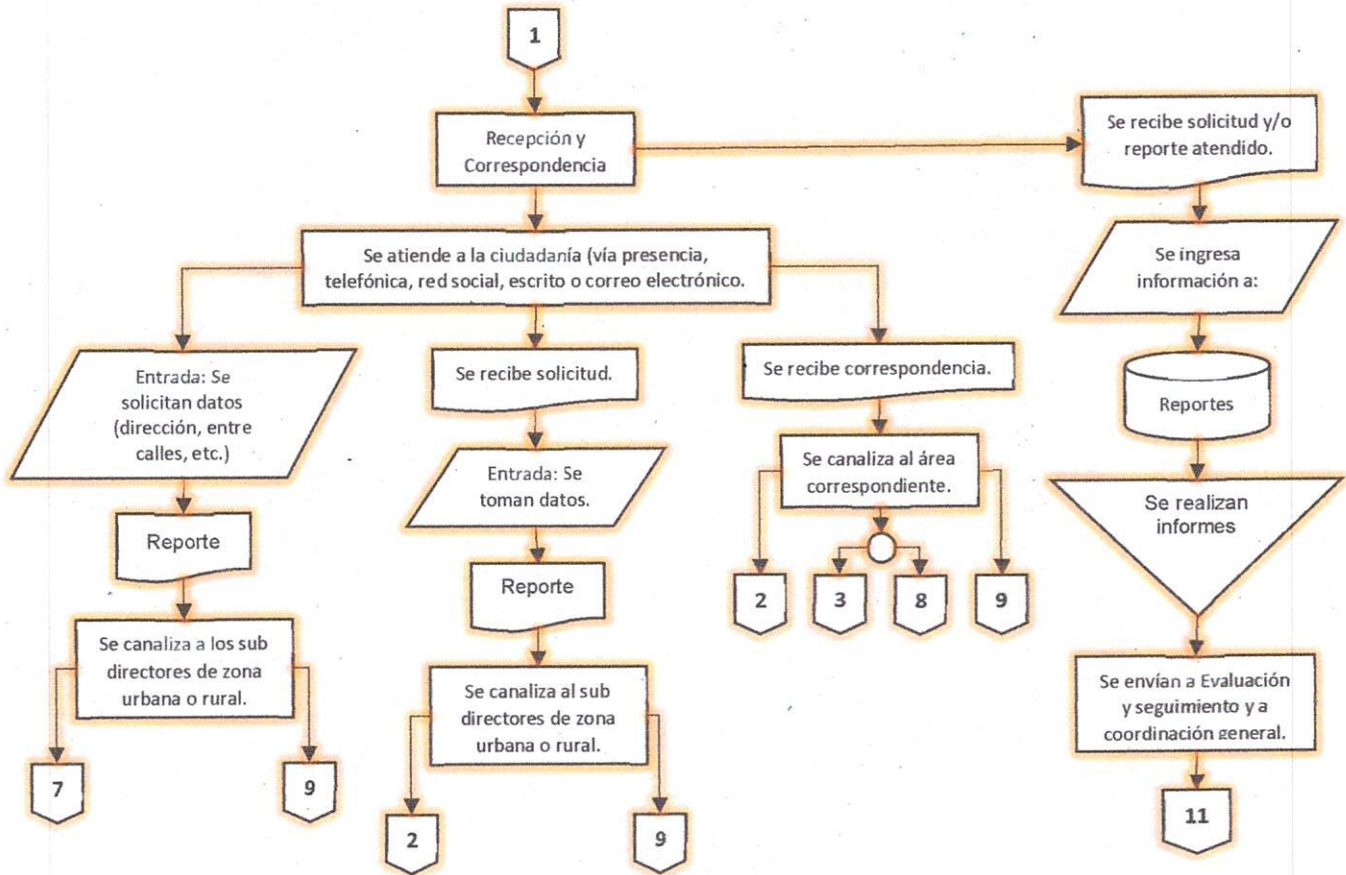 1
Recepción y
Correspondencia
Se recibe solicitud y/o
reporte atendido.
Se atiende a la ciudadanía (vía presencia,
telefónica, red social, escrito o correo electrónico.
Se ingresa
información a:
Entrada: Se
solicitan datos
(dirección, entre
calles, etc.)
Se recibe solicitud.
Se recibe correspondencia.
Reportes
Entrada: Se
toman datos.
Se canaliza al área
correspondiente.
Se realizan
informes
Reporte
Reporte
2
3
8
9
Se canaliza a los sub
directores de zona
urbana o rural.
Se canaliza al sub
directores de zona
urbana o rural.
Se envían a Evaluación
y seguimiento y a
coordinación general.
7
9
2
9
11